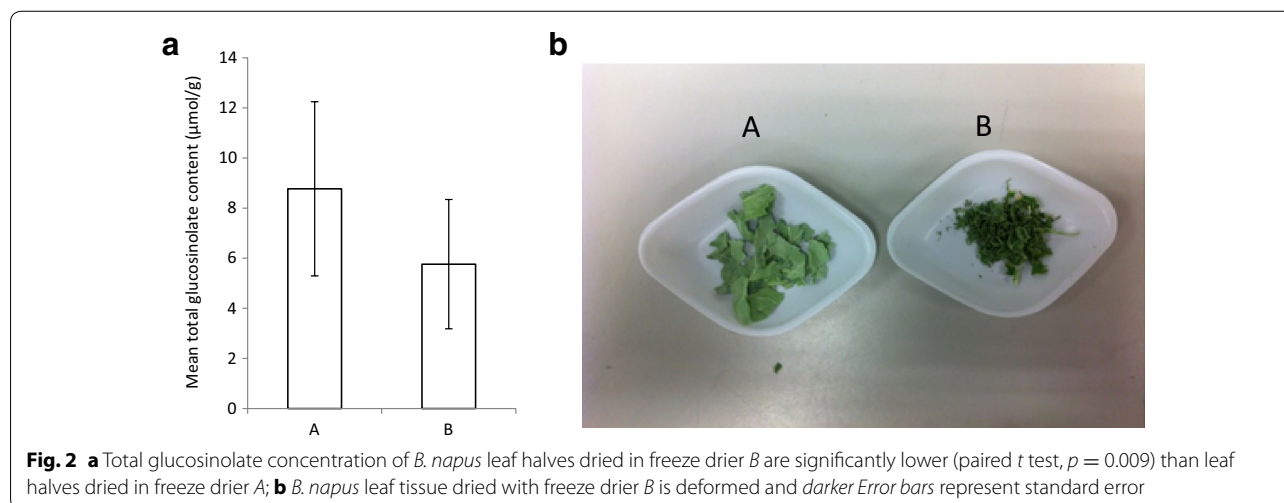 a
b
14
12
10
8
6
4
2
0
Mean total glucosinolate content (μmol/g)
A
B
A
B
Fig. 2 a Total glucosinolate concentration of B. napus leaf halves dried in freeze drier B are significantly lower (paired t test, p = 0.009) than leaf
halves dried in freeze drier A; b B. napus leaf tissue dried with freeze drier B is deformed and darker Error bars represent standard error